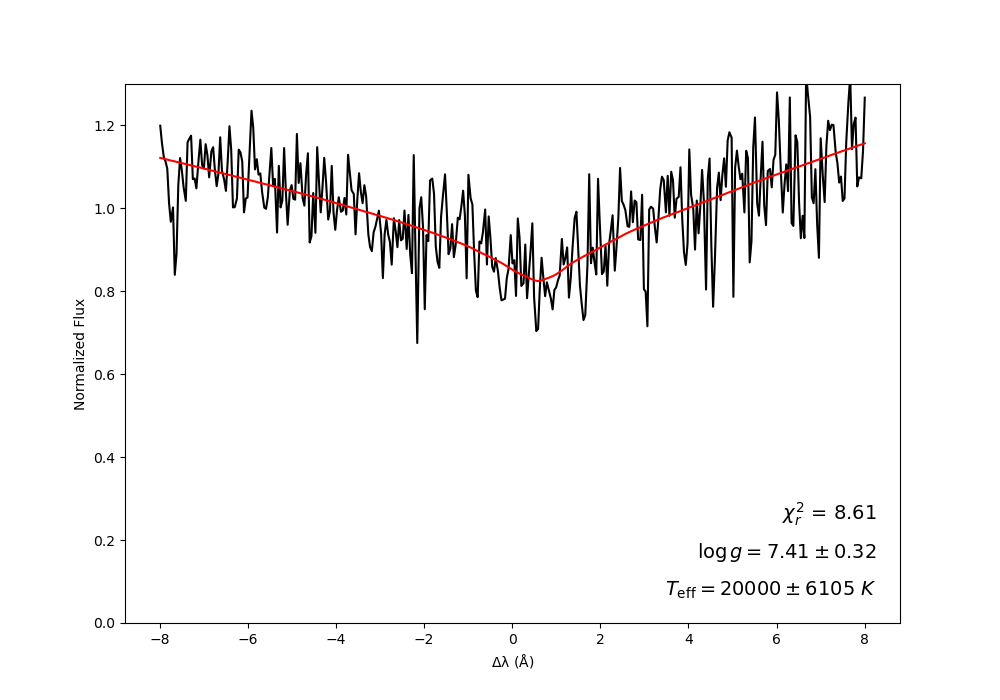 1.2
1.0
0.8
0.6
0.4
0.2
0.0
Normalized Flux
χ²ᵣ = 8.61
log g = 7.41 ± 0.32
T_eff = 20000 ± 6105 K
−8 −6 −4 −2 0 2 4 6 8
Δλ (Å)